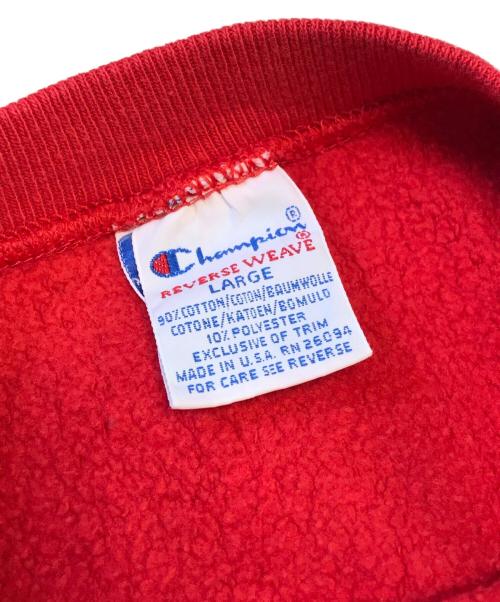 Champion®
REVERSE WEAVE®
LARGE
90% COTTON/COTON/BAUMWOLLE
COTONE/KATOEN/BOMULD
10% POLYESTER
EXCLUSIVE OF TRIM
MADE IN U.S.A. RN 26094
FOR CARE SEE REVERSE